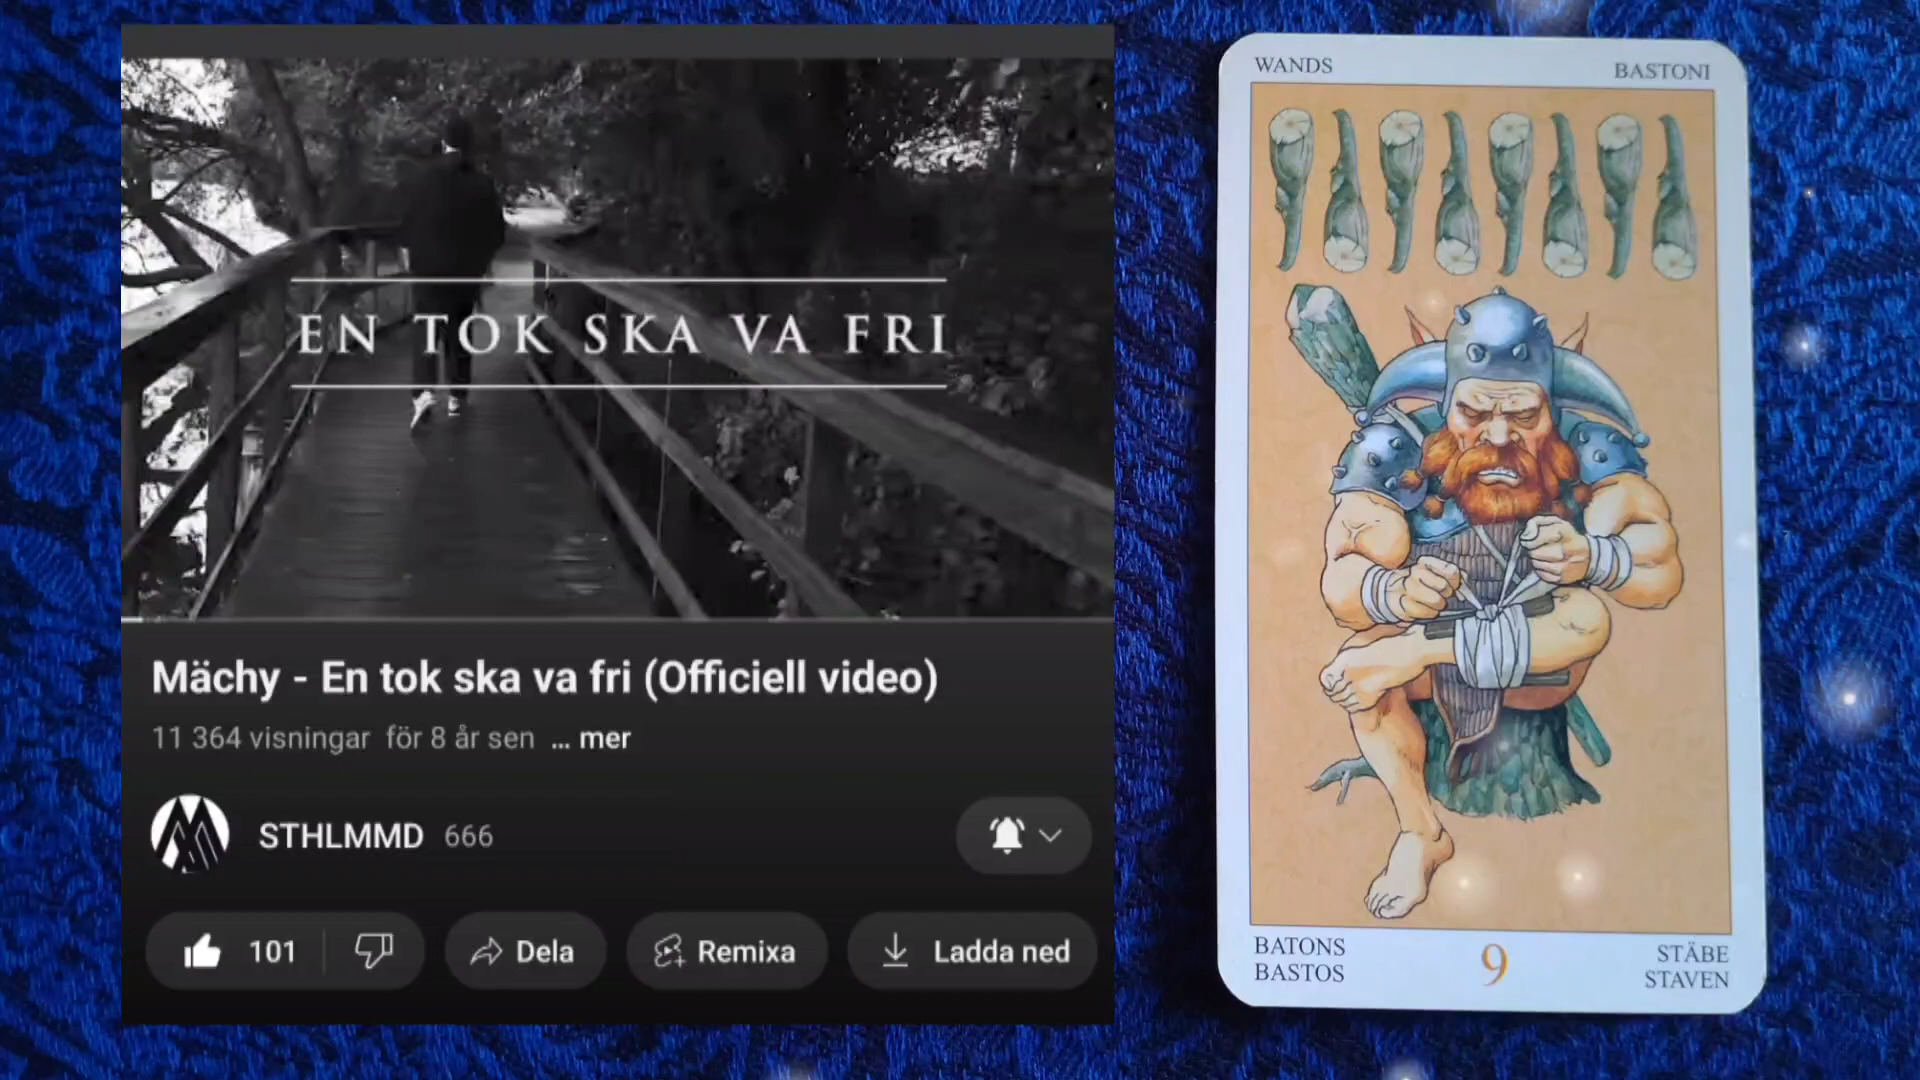 EN TOK SKA VA FRI
Mächy - En tok ska va fri (Officiell video)
11 364 visningar för 8 år sen ... mer
STHLMMD 666
101 Dela Remixa Ladda ned
WANDS BASTONI
BATONS
BASTOS
9
STÄBE
STAVEN